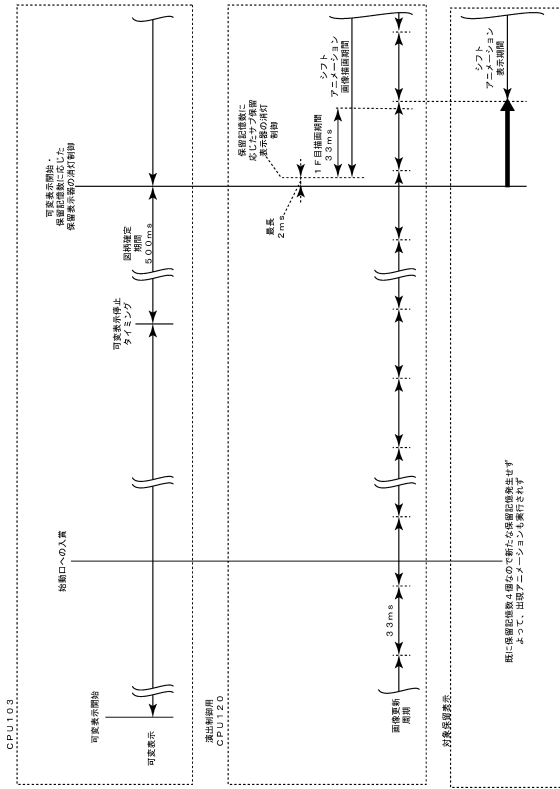 CPU103
可変表示開始
可変表示
始動口への入賞
可変表示停止
タイミング
図柄確定
期間
500ms
可変表示開始・
保留記憶数に応じた
保留表示器の消灯制御
演出制御用
CPU120
画像更新
周期
33ms
最長
2ms
保留記憶数に
応じたサブ保留
表示器の消灯
制御
1F目描画期間
33ms
シフト
アニメーション
画像描画期間
対象保留表示
既に保留記憶数4個なので新たな保留記憶発生せず
よって、出現アニメーションも実行されず
シフト
アニメーション
表示期間